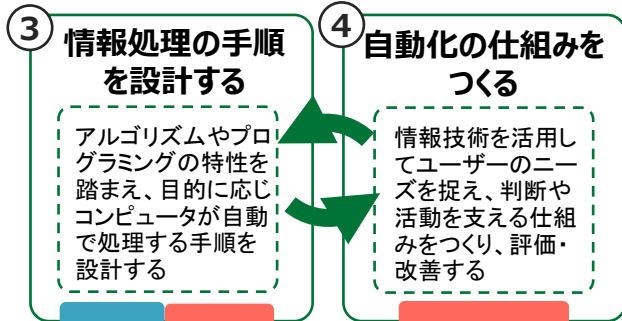 ③
情報処理の手順
を設計する
アルゴリズムやプロ
グラミングの特性を
踏まえ、目的に応じ
コンピュータが自動
で処理する手順を
設計する
④
自動化の仕組みを
つくる
情報技術を活用し
てユーザーのニー
ズを捉え、判断や
活動を支える仕組
みをつくり、評価・
改善する